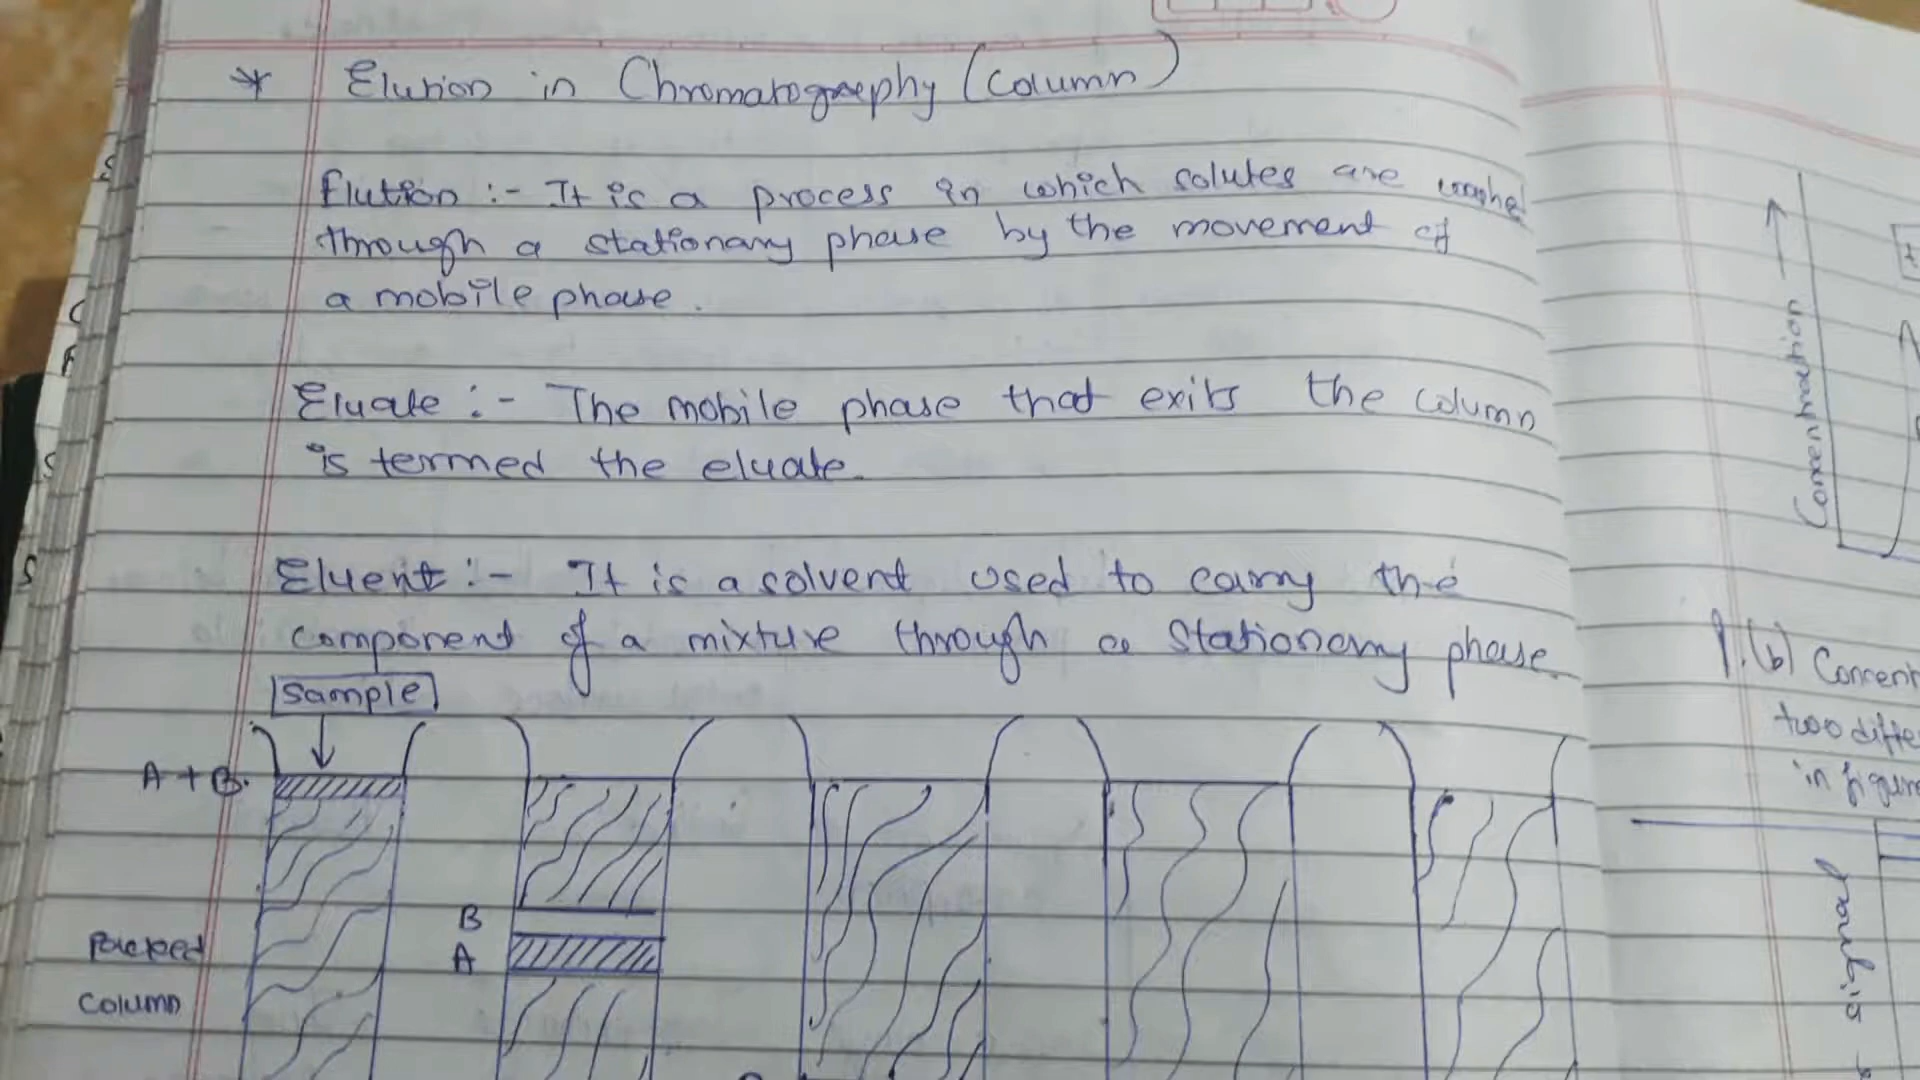 * Elution in Chromatography (Column)
Elution :- It is a process in which solutes are washed
through a stationary phase by the movement of
a mobile phase.
Eluate :- The mobile phase that exits the column
is termed the eluate.
Eluent :- It is a solvent used to carry the
component of a mixture through a stationary phase.
Sample
A + B
B
A
Packed
Column
Concentration
(b) Concent
two diffe
in figure
signal